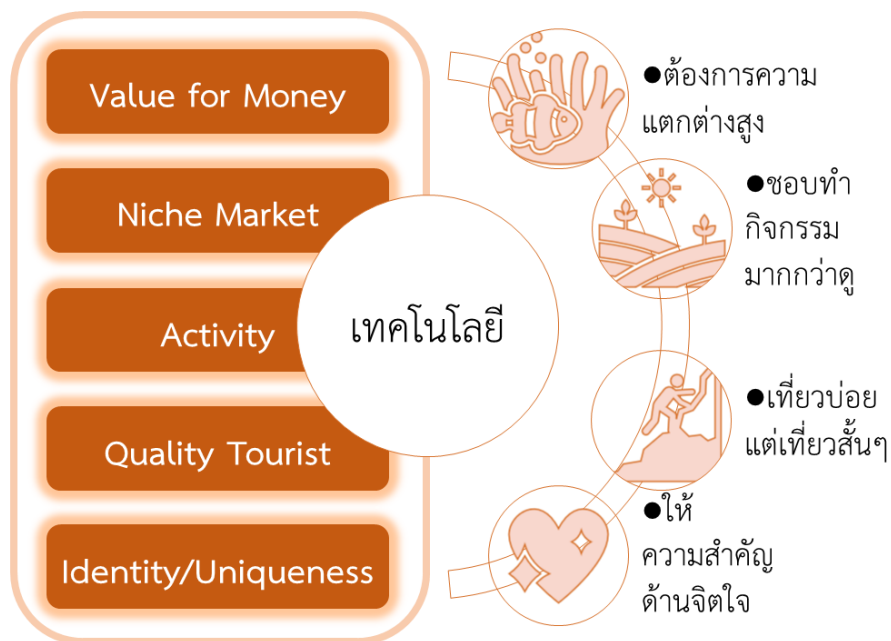 Value for Money
Niche Market
Activity
Quality Tourist
Identity/Uniqueness
เทคโนโลยี
●ต้องการความ
แตกต่างสูง
●ชอบทำ
กิจกรรม
มากกว่าดู
●เที่ยวบ่อย
แต่เที่ยวสั้นๆ
●ให้
ความสำคัญ
ด้านจิตใจ